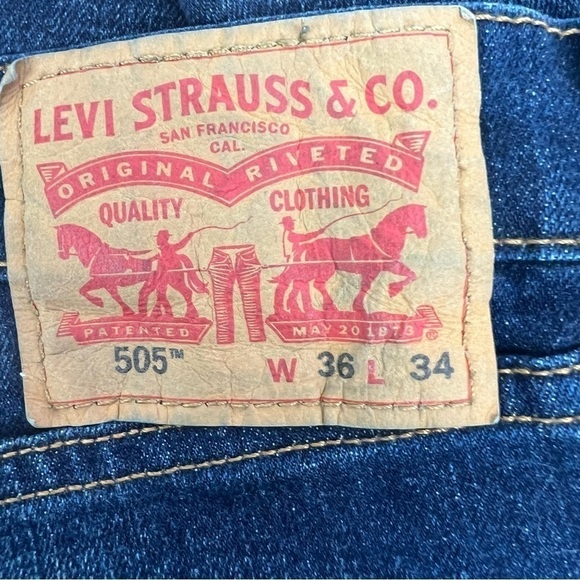 LEVI STRAUSS & CO.
SAN FRANCISCO
CAL.
ORIGINAL RIVETED
QUALITY CLOTHING
PATENTED MAY 20 1873
505™ W 36 L 34